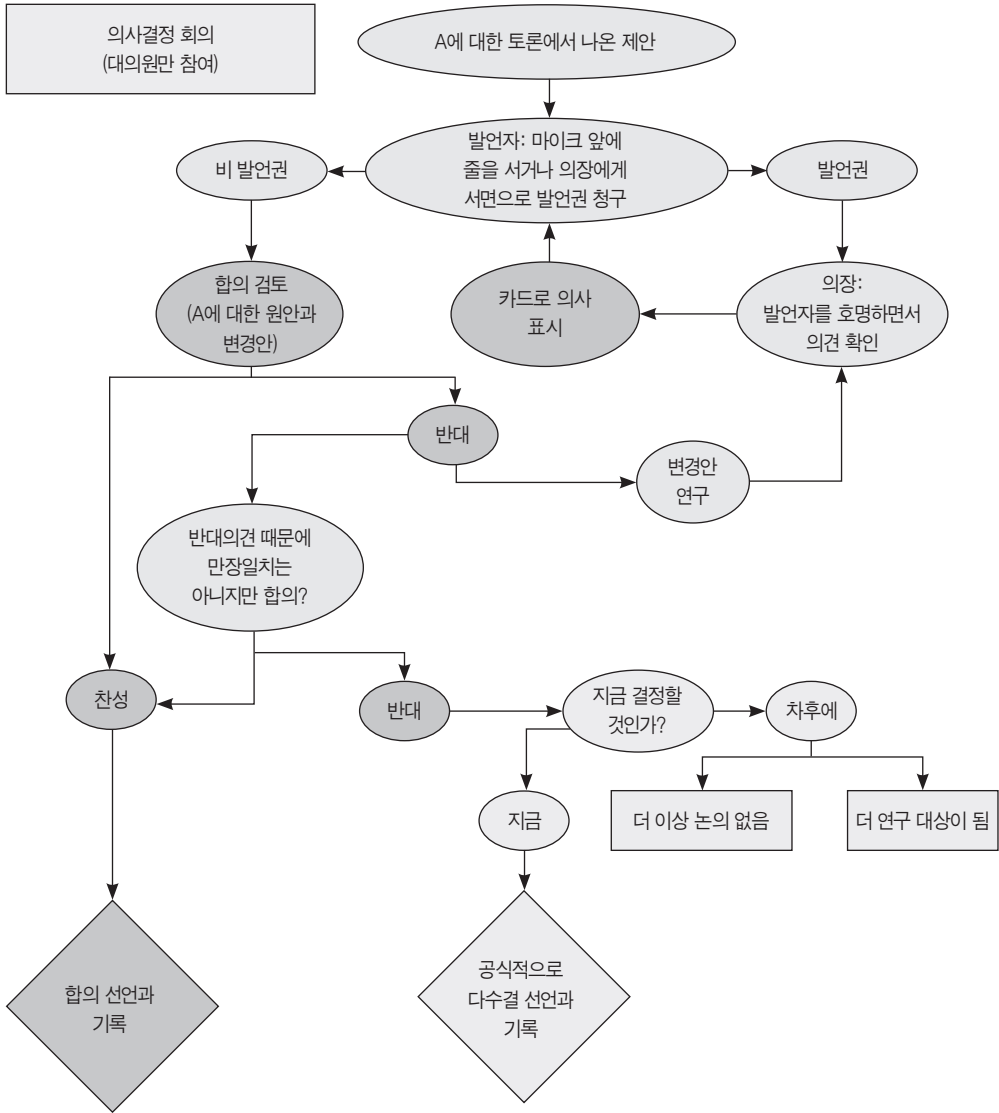 의사결정 회의
(대의원만 참여)
A에 대한 토론에서 나온 제안
발언자: 마이크 앞에
줄을 서거나 의장에게
서면으로 발언권 청구
비 발언권
발언권
합의 검토
(A에 대한 원안과
변경안)
카드로 의사
표시
의장:
발언자를 호명하면서
의견 확인
반대
변경안
연구
반대의견 때문에
만장일치는
아니지만 합의?
찬성
반대
지금 결정할
것인가?
차후에
지금
더 이상 논의 없음
더 연구 대상이 됨
합의 선언과
기록
공식적으로
다수결 선언과
기록